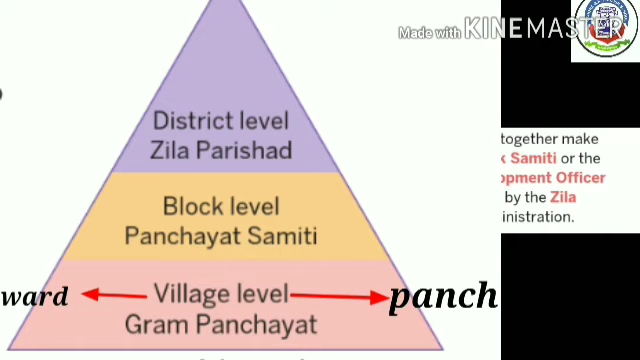 Made with KINEMASTER
District level
Zila Parishad
Block level
Panchayat Samiti
ward
Village level
panch
Gram Panchayat
together make
Samiti or the
Officer
by the Zila